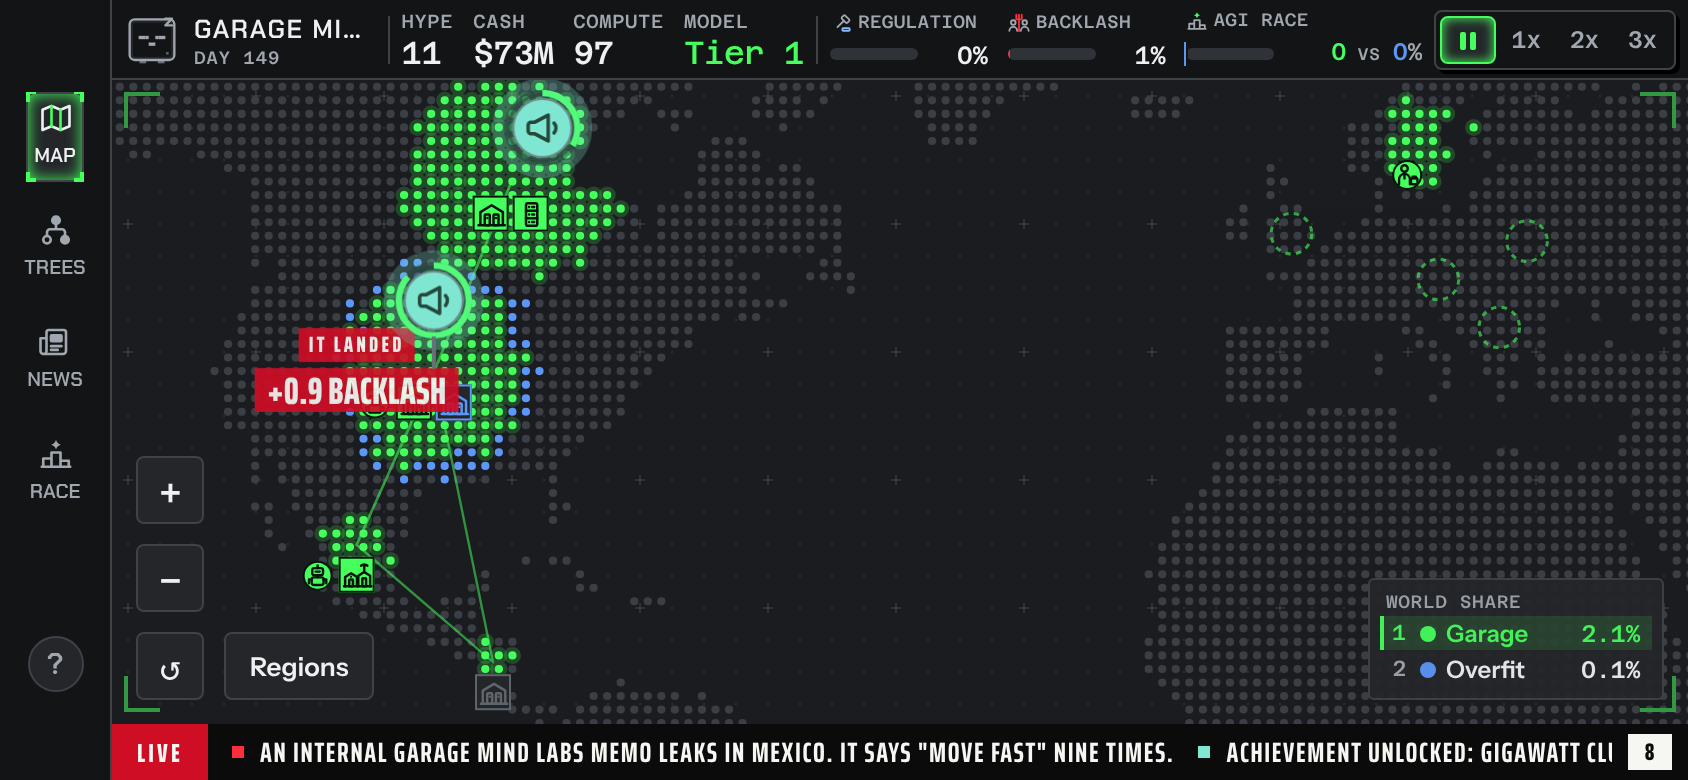 GARAGE MI...
DAY 149
HYPE
11
CASH
$73M
COMPUTE
97
MODEL
Tier 1
REGULATION
0%
BACKLASH
1%
AGI RACE
0 VS 0%
1x
2x
3x
MAP
TREES
NEWS
RACE
?
IT LANDED
+0.9 BACKLASH
+
−
↺
Regions
WORLD SHARE
1 Garage 2.1%
2 Overfit 0.1%
LIVE
AN INTERNAL GARAGE MIND LABS MEMO LEAKS IN MEXICO. IT SAYS "MOVE FAST" NINE TIMES.
ACHIEVEMENT UNLOCKED: GIGAWATT
8